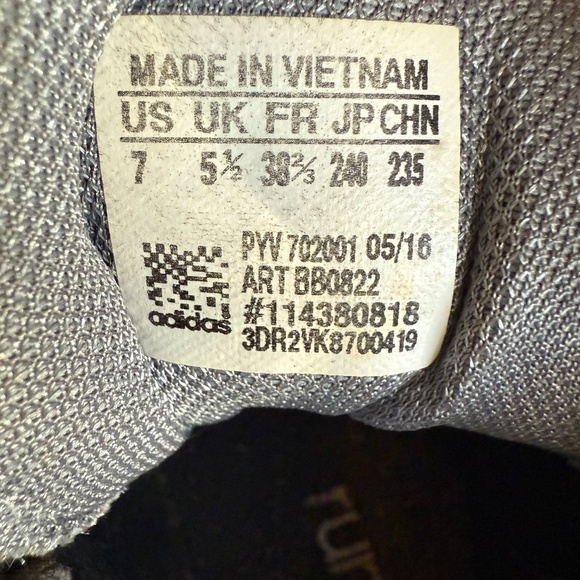 MADE IN VIETNAM
US UK FR JP CHN
7 5½ 38⅔ 240 235
PYV 702001 05/16
ART BB0822
#114380818
adidas
3DR2VK8700419